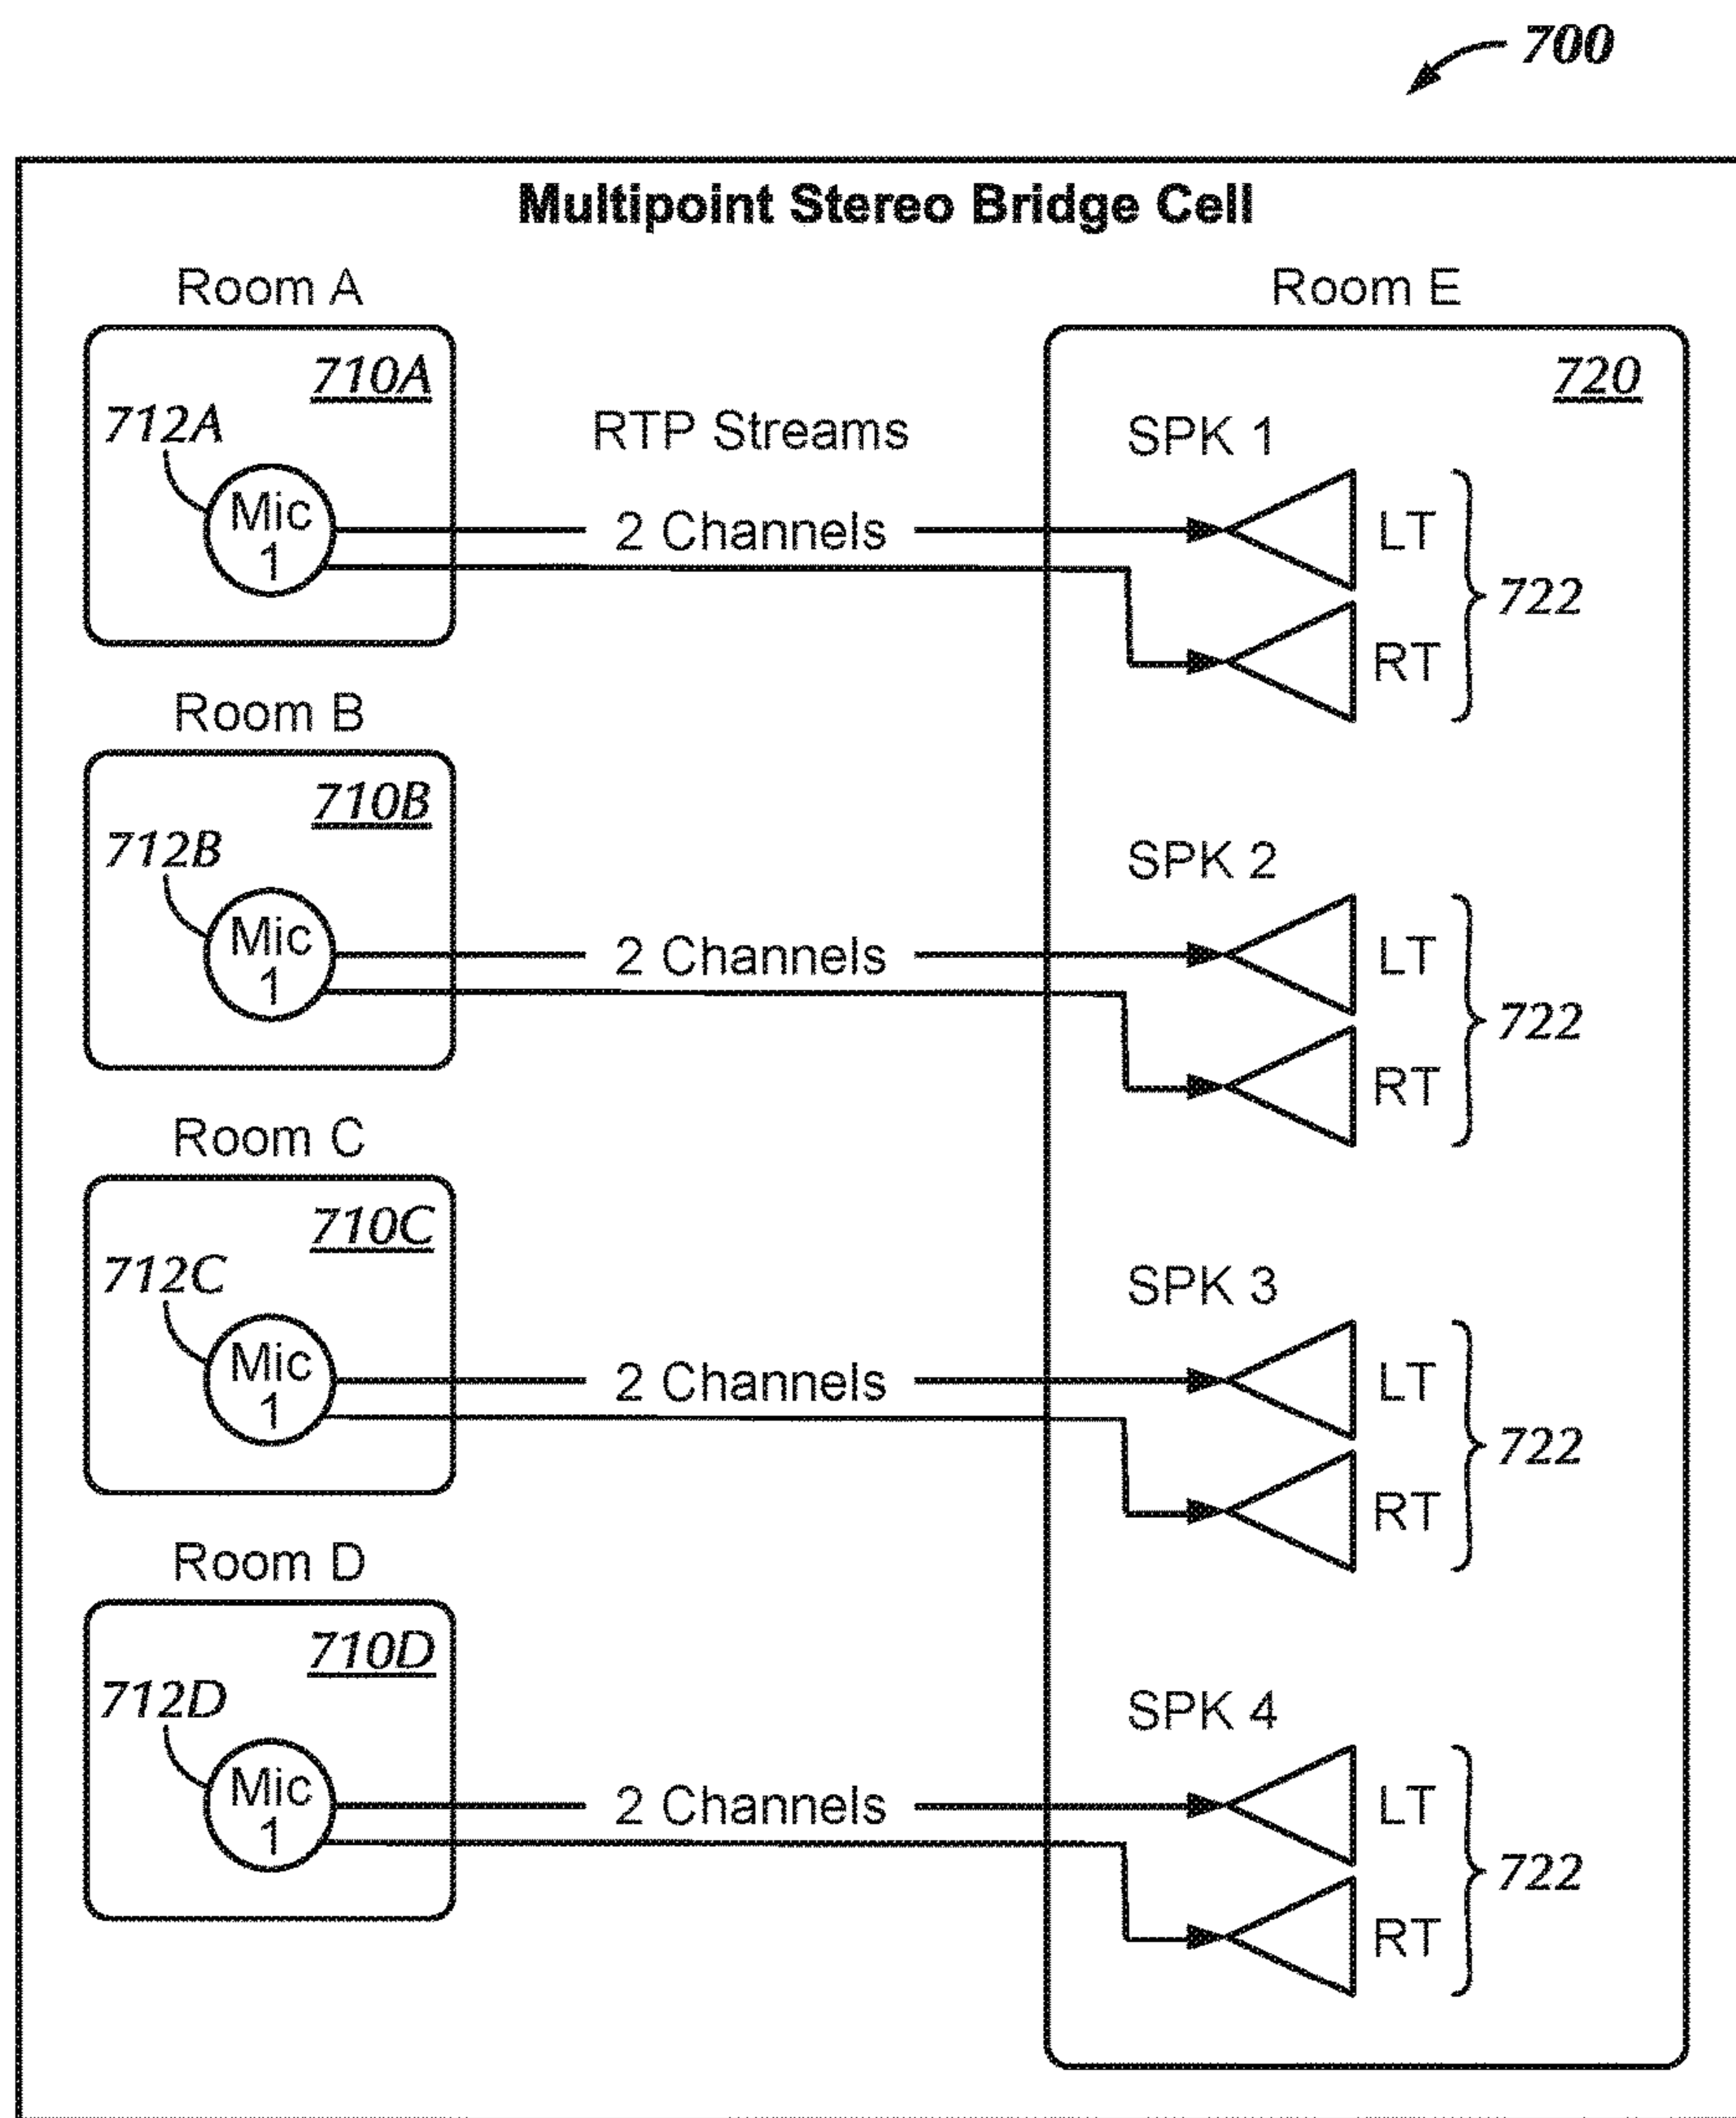 700
Multipoint Stereo Bridge Cell
Room A
Room E
710A
720
712A
RTP Streams
SPK 1
Mic
1
2 Channels
LT
722
RT
Room B
710B
712B
SPK 2
Mic
1
2 Channels
LT
722
RT
Room C
710C
712C
SPK 3
Mic
1
2 Channels
LT
722
RT
Room D
710D
712D
SPK 4
Mic
1
2 Channels
LT
722
RT